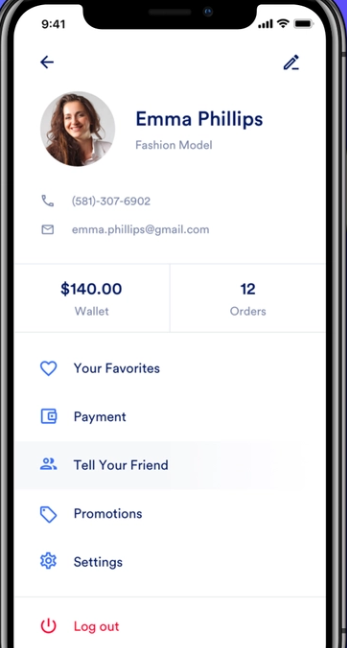 9:41
Emma Phillips
Fashion Model
(581)-307-6902
emma.phillips@gmail.com
$140.00
Wallet
12
Orders
Your Favorites
Payment
Tell Your Friend
Promotions
Settings
Log out